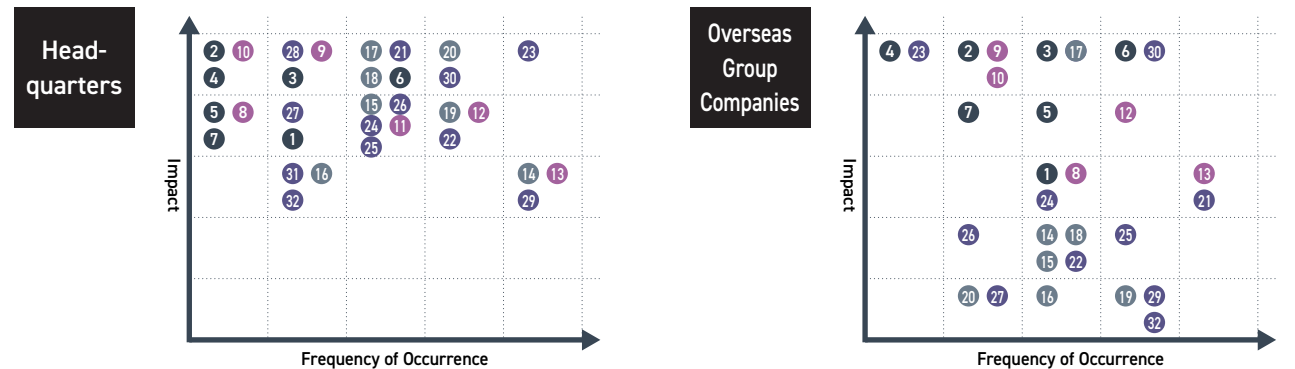 Head-
quarters
Impact
2 10 28 9 17 21 20 23
4 3 18 6 30
5 8 27 15 26 19 12
24 11
7 1 25 22
31 16 14 13
32 29
Frequency of Occurrence
Overseas
Group
Companies
Impact
4 23 2 9 3 17 6 30
10
7 5 12
1 8 13
24 21
26 14 18 25
15 22
20 27 16 19 29
32
Frequency of Occurrence